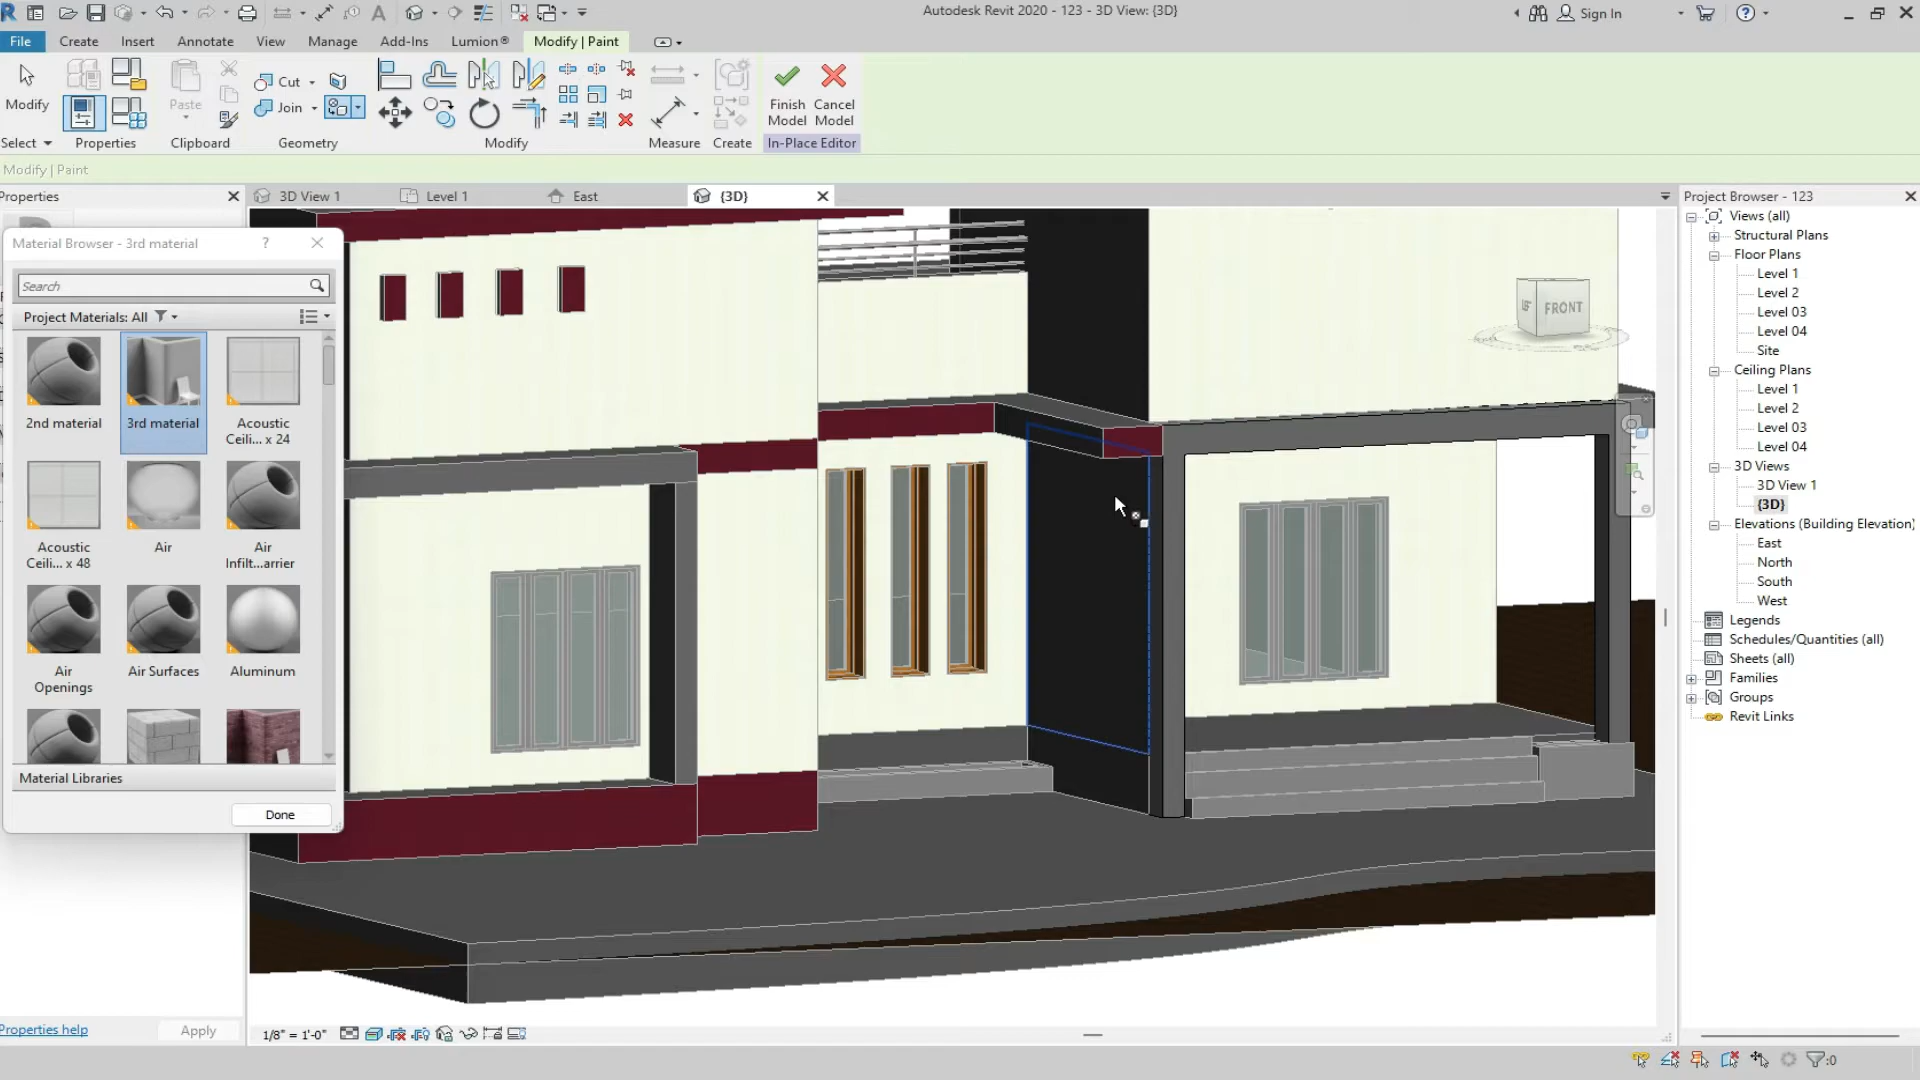 Autodesk Revit 2020 - 123 - 3D View: {3D}
Sign In
File
Create
Insert
Annotate
View
Manage
Add-Ins
Lumion®
Modify | Paint
Modify
Paste
Cut
Join
Finish
Model
Cancel
Model
Select
Properties
Clipboard
Geometry
Modify
Measure
Create
In-Place Editor
Modify | Paint
Properties
3D View 1
Level 1
East
{3D}
Project Browser - 123
Material Browser - 3rd material
Search
Project Materials: All
2nd material
3rd material
Acoustic
Ceili... x 24
Acoustic
Ceili... x 48
Air
Air
Infilt...arrier
Air
Openings
Air Surfaces
Aluminum
Material Libraries
Done
Properties help
Apply
FRONT
Views (all)
Structural Plans
Floor Plans
Level 1
Level 2
Level 03
Level 04
Site
Ceiling Plans
Level 1
Level 2
Level 03
Level 04
3D Views
3D View 1
{3D}
Elevations (Building Elevation)
East
North
South
West
Legends
Schedules/Quantities (all)
Sheets (all)
Families
Groups
Revit Links
1/8" = 1'-0"
:0